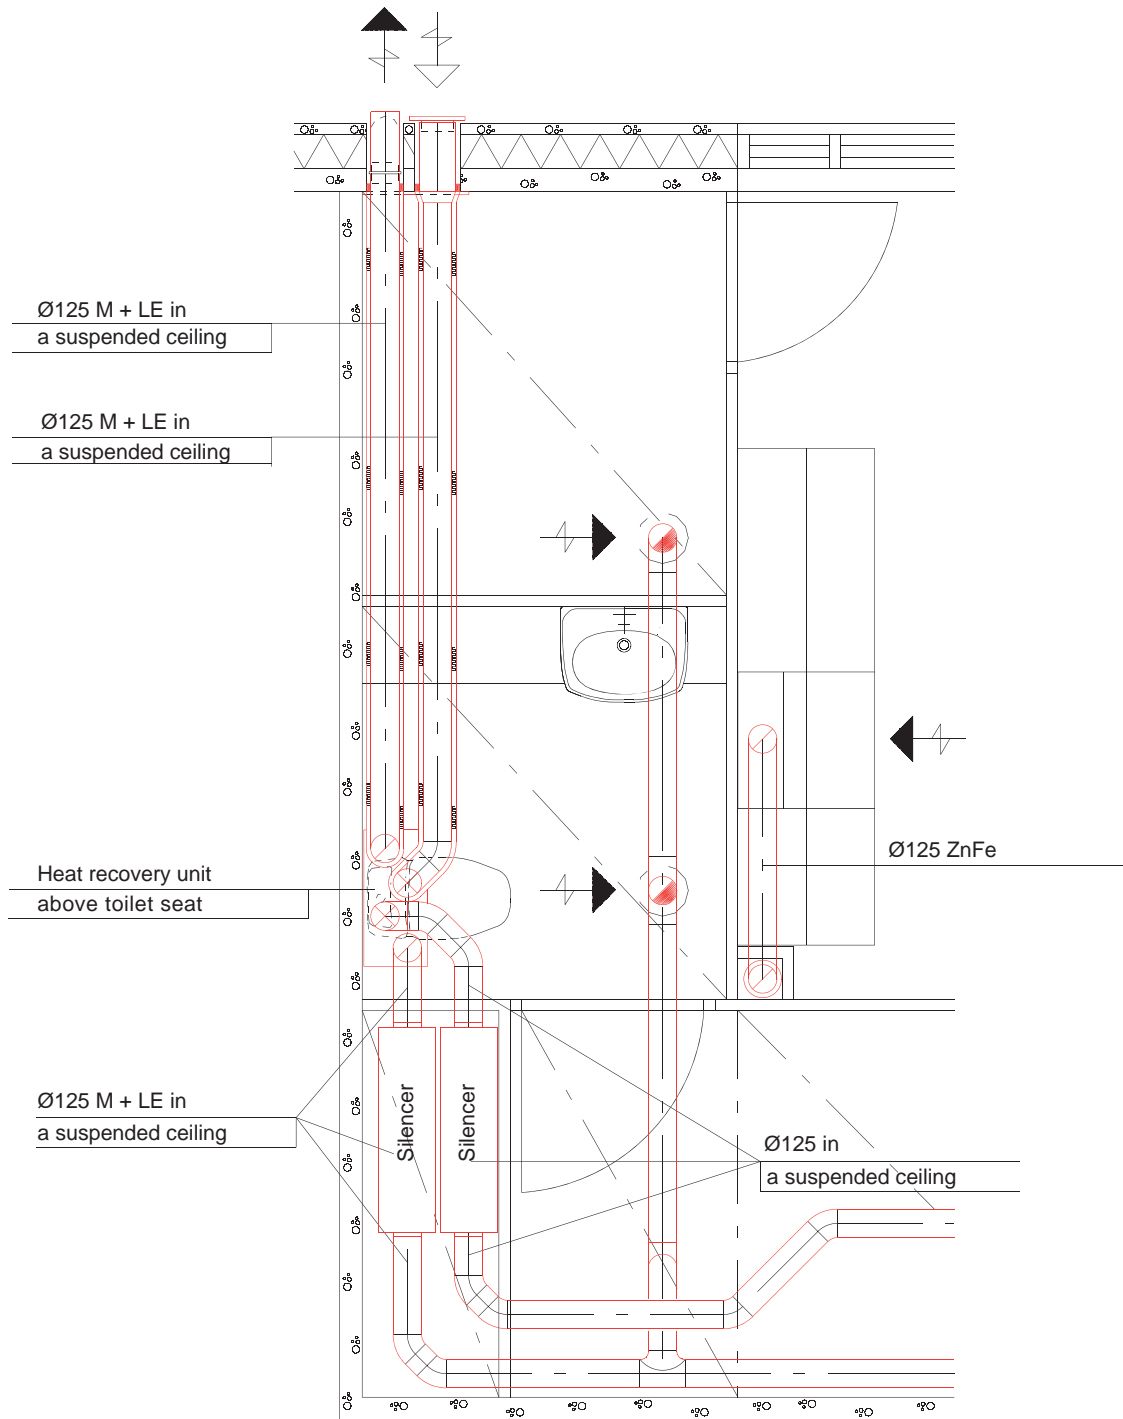 Ø125 M + LE in
a suspended ceiling
Ø125 M + LE in
a suspended ceiling
Ø125 ZnFe
Heat recovery unit
above toilet seat
Silencer
Silencer
Ø125 M + LE in
a suspended ceiling
Ø125 in
a suspended ceiling